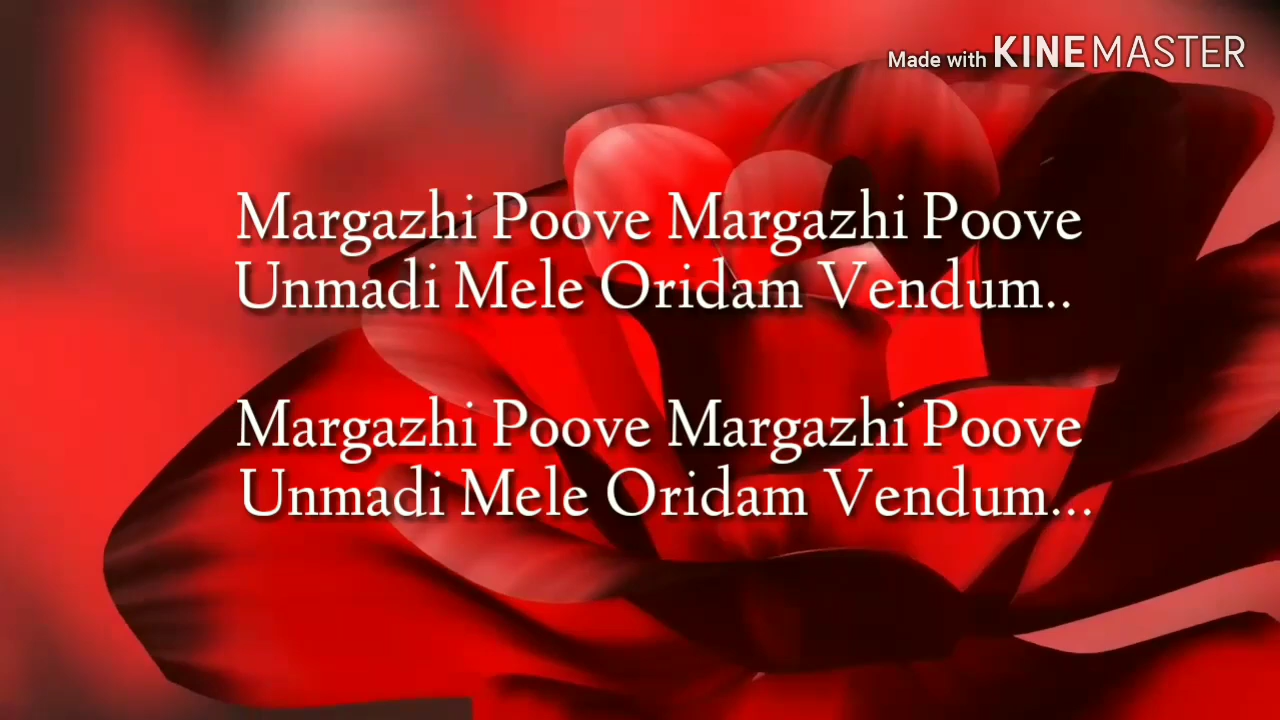 Made with KINEMASTER
Margazhi Poove Margazhi Poove
Unmadi Mele Oridam Vendum..
Margazhi Poove Margazhi Poove
Unmadi Mele Oridam Vendum...